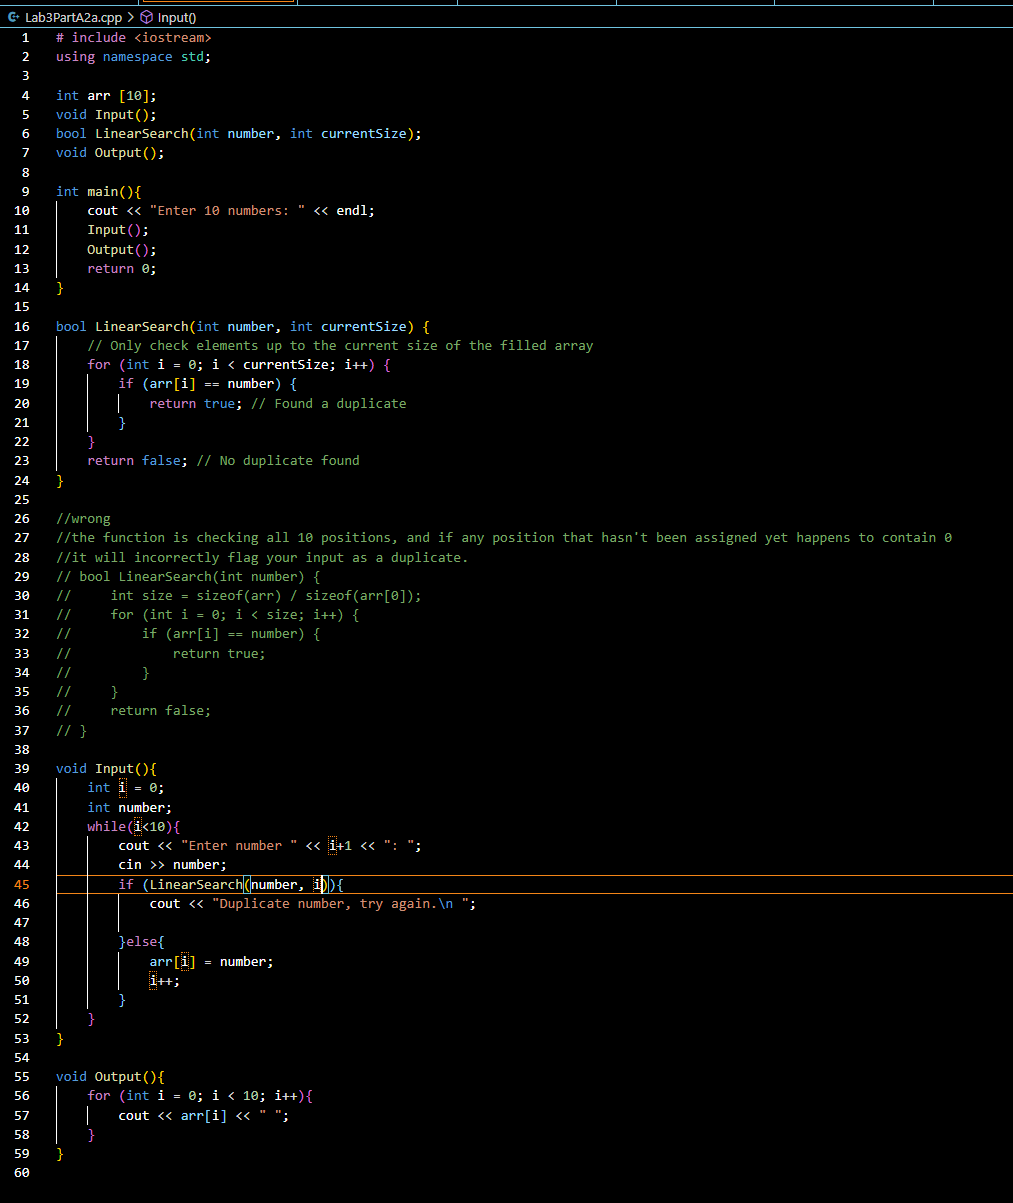 Lab3PartA2a.cpp > Input()
1 # include <iostream>
2 using namespace std;
3
4 int arr [10];
5 void Input();
6 bool LinearSearch(int number, int currentSize);
7 void Output();
8
9 int main(){
10     cout << "Enter 10 numbers: " << endl;
11     Input();
12     Output();
13     return 0;
14 }
15
16 bool LinearSearch(int number, int currentSize) {
17     // Only check elements up to the current size of the filled array
18     for (int i = 0; i < currentSize; i++) {
19         if (arr[i] == number) {
20             return true; // Found a duplicate
21         }
22     }
23     return false; // No duplicate found
24 }
25
26 //wrong
27 //the function is checking all 10 positions, and if any position that hasn't been assigned yet happens to contain 0
28 //it will incorrectly flag your input as a duplicate.
29 // bool LinearSearch(int number) {
30 //     int size = sizeof(arr) / sizeof(arr[0]);
31 //     for (int i = 0; i < size; i++) {
32 //         if (arr[i] == number) {
33 //             return true;
34 //         }
35 //     }
36 //     return false;
37 // }
38
39 void Input(){
40     int i = 0;
41     int number;
42     while(i<10){
43         cout << "Enter number " << i+1 << ": ";
44         cin >> number;
45         if (LinearSearch(number, i)){
46             cout << "Duplicate number, try again.\n ";
47
48         }else{
49             arr[i] = number;
50             i++;
51         }
52     }
53 }
54
55 void Output(){
56     for (int i = 0; i < 10; i++){
57         cout << arr[i] << " ";
58     }
59 }
60